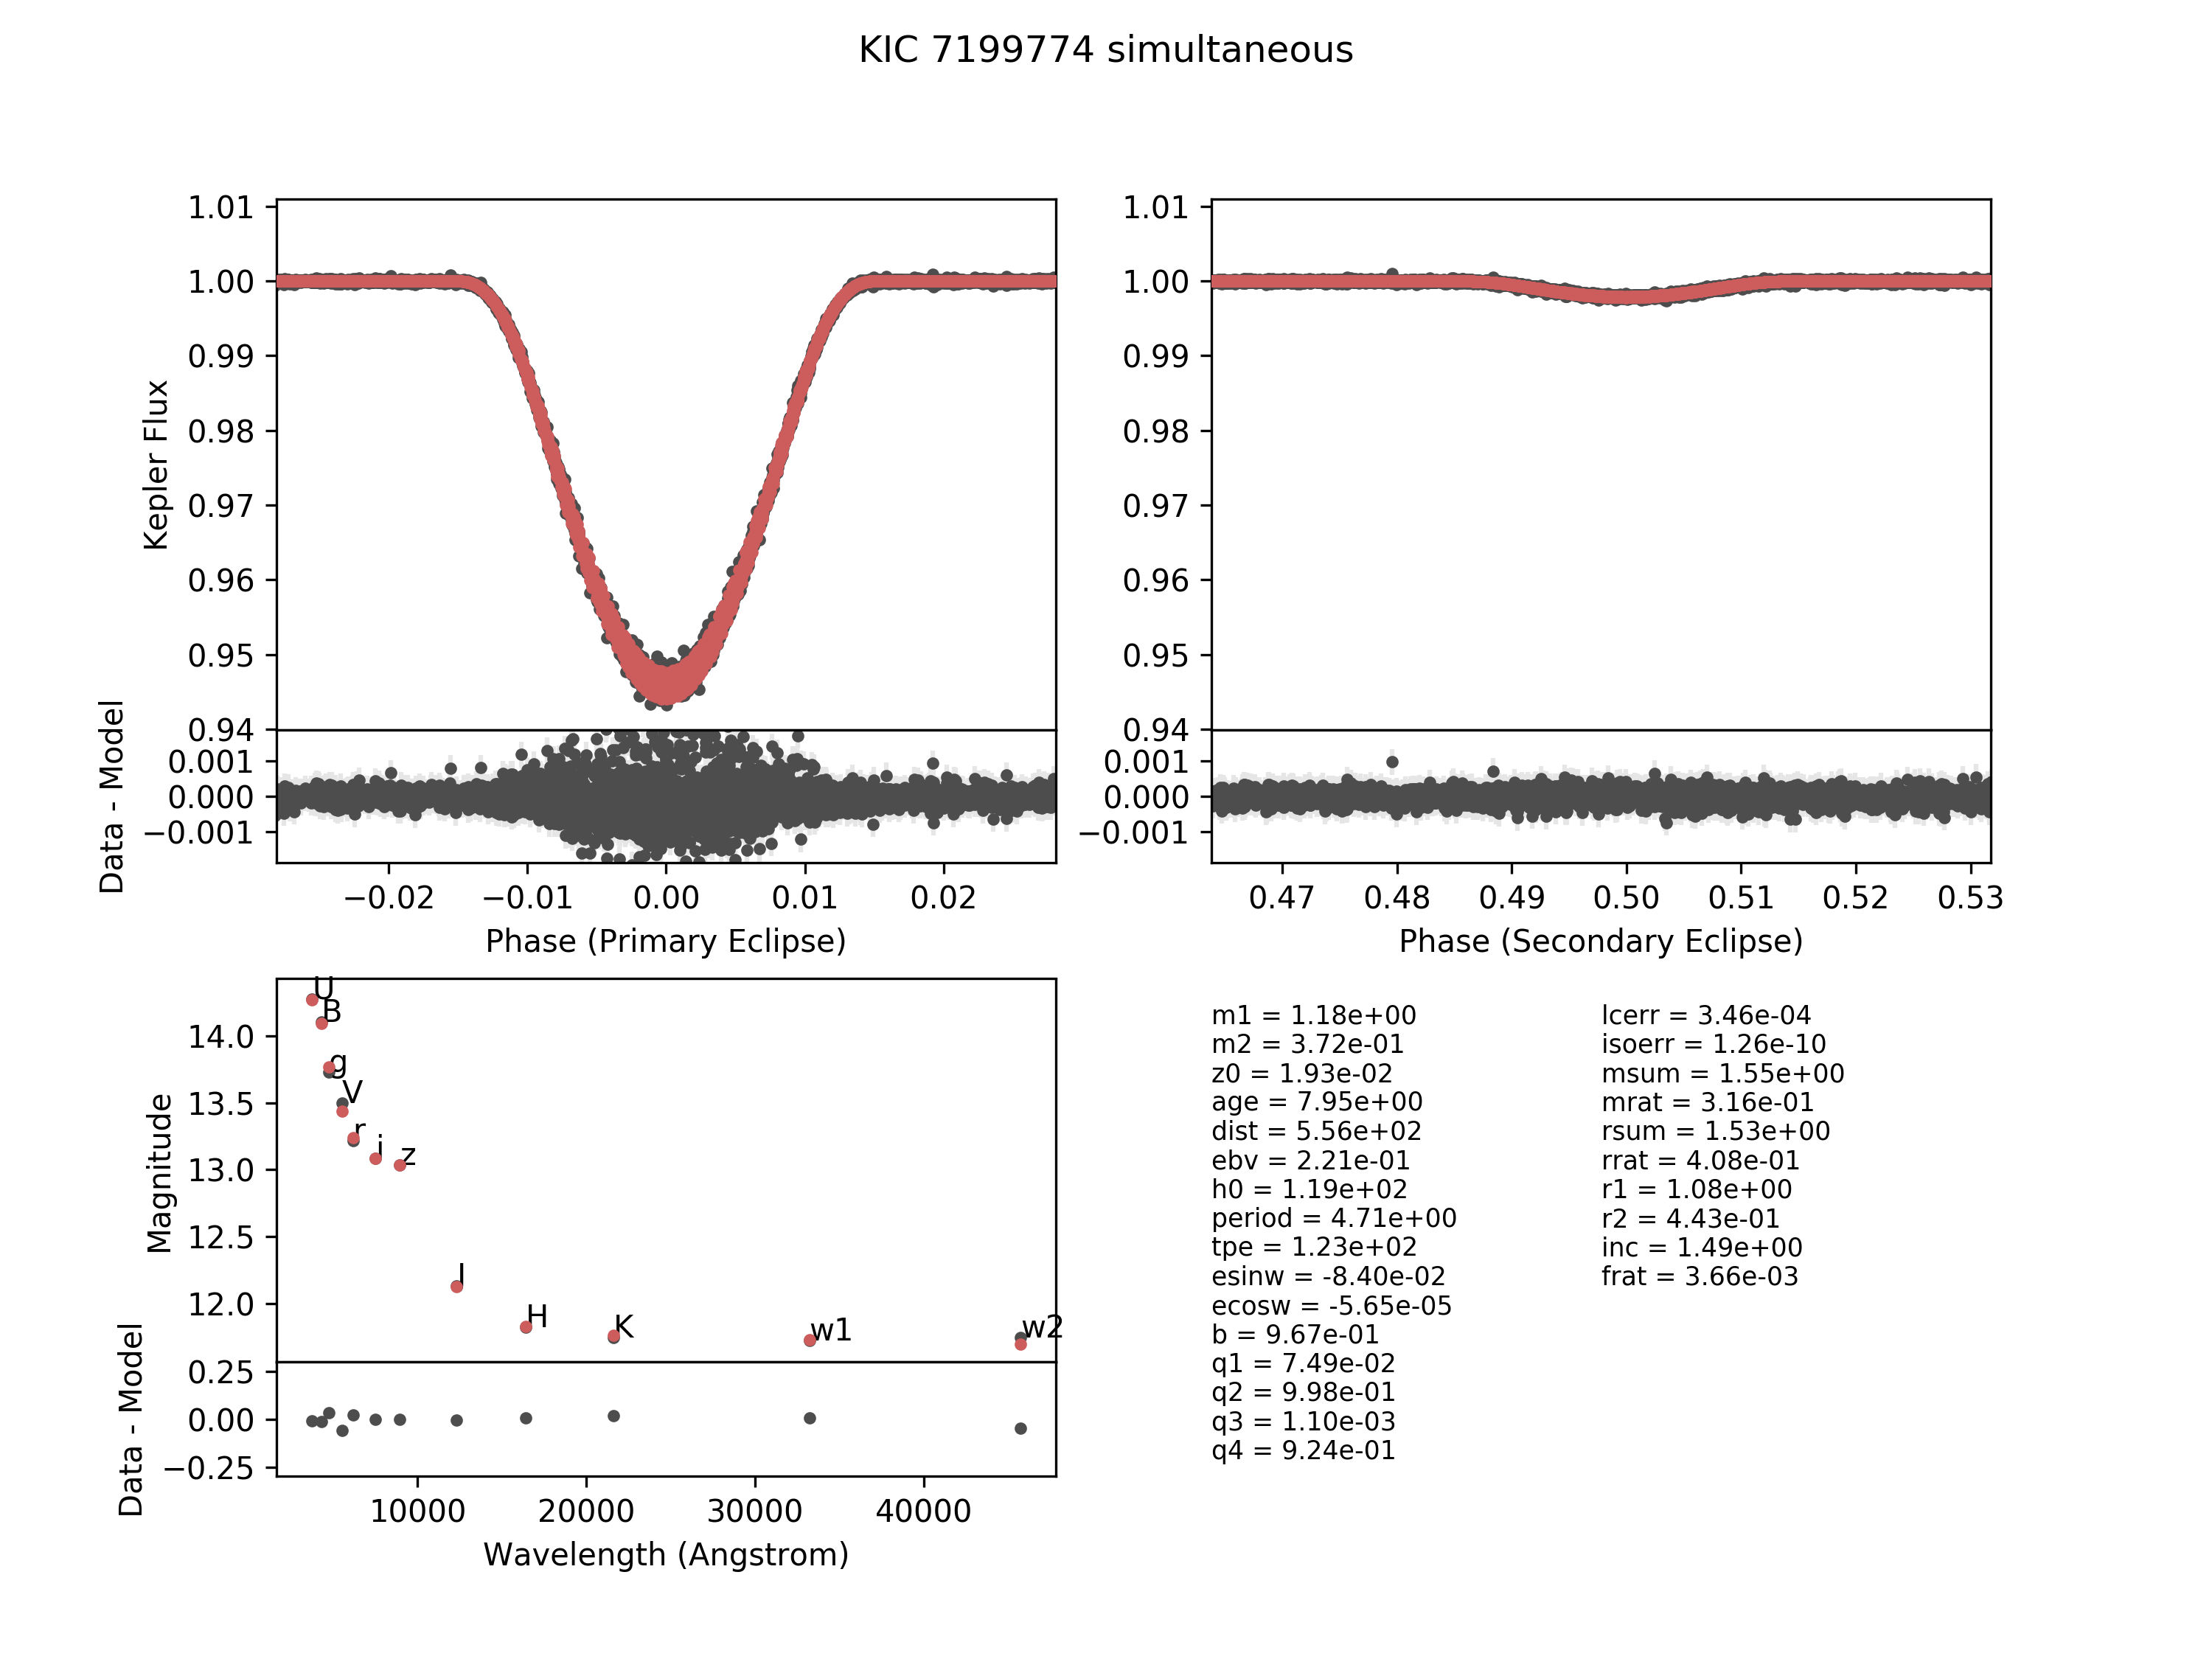 KIC 7199774 simultaneous
1.01
1.00
0.99
0.98
0.97
0.96
0.95
0.94
Kepler Flux
0.001
0.000
−0.001
Data - Model
−0.02 −0.01 0.00 0.01 0.02
Phase (Primary Eclipse)
1.01
1.00
0.99
0.98
0.97
0.96
0.95
0.94
0.001
0.000
−0.001
0.47 0.48 0.49 0.50 0.51 0.52 0.53
Phase (Secondary Eclipse)
14.0
13.5
13.0
12.5
12.0
Magnitude
U
B
g
V
r
i
z
J
H
K
w1
w2
0.25
0.00
−0.25
Data - Model
10000 20000 30000 40000
Wavelength (Angstrom)
m1 = 1.18e+00
m2 = 3.72e-01
z0 = 1.93e-02
age = 7.95e+00
dist = 5.56e+02
ebv = 2.21e-01
h0 = 1.19e+02
period = 4.71e+00
tpe = 1.23e+02
esinw = -8.40e-02
ecosw = -5.65e-05
b = 9.67e-01
q1 = 7.49e-02
q2 = 9.98e-01
q3 = 1.10e-03
q4 = 9.24e-01
lcerr = 3.46e-04
isoerr = 1.26e-10
msum = 1.55e+00
mrat = 3.16e-01
rsum = 1.53e+00
rrat = 4.08e-01
r1 = 1.08e+00
r2 = 4.43e-01
inc = 1.49e+00
frat = 3.66e-03